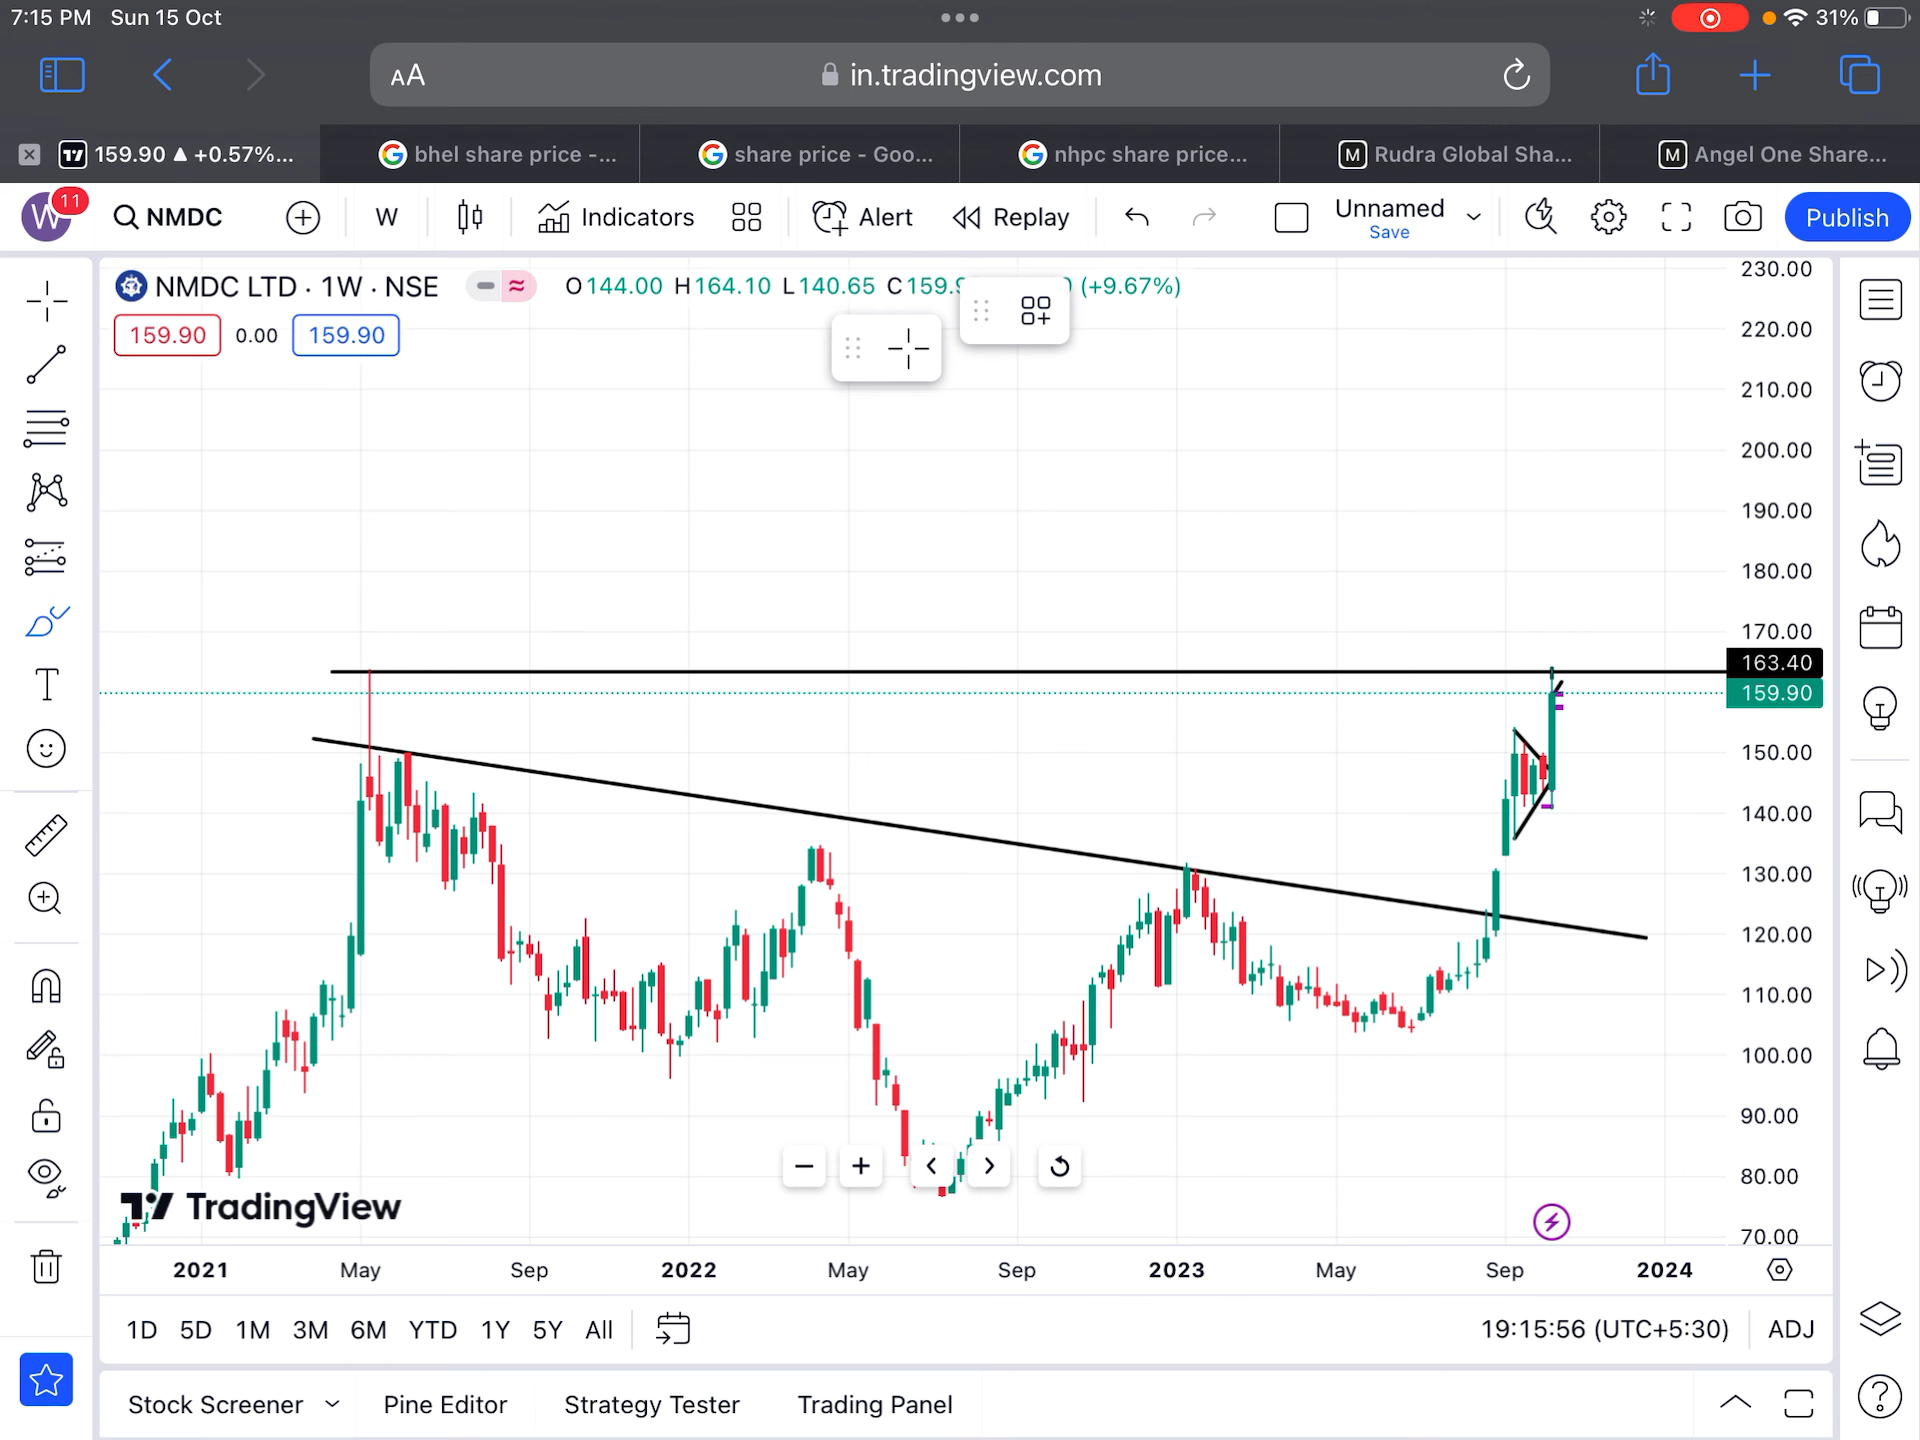 7:15 PM Sun 15 Oct
31%
AA in.tradingview.com
159.90 ▲ +0.57%...
bhel share price -...
share price - Goo...
nhpc share price...
M Rudra Global Sha...
M Angel One Share...
W 11 NMDC W Indicators Alert Replay Unnamed Save Publish
NMDC LTD · 1W · NSE O144.00 H164.10 L140.65 (+9.67%)
159.90 0.00 159.90
230.00
220.00
210.00
200.00
190.00
180.00
170.00
163.40
159.90
150.00
140.00
130.00
120.00
110.00
100.00
90.00
80.00
70.00
TradingView
2021 May Sep 2022 May Sep 2023 May Sep 2024
1D 5D 1M 3M 6M YTD 1Y 5Y All 19:15:56 (UTC+5:30) ADJ
Stock Screener Pine Editor Strategy Tester Trading Panel